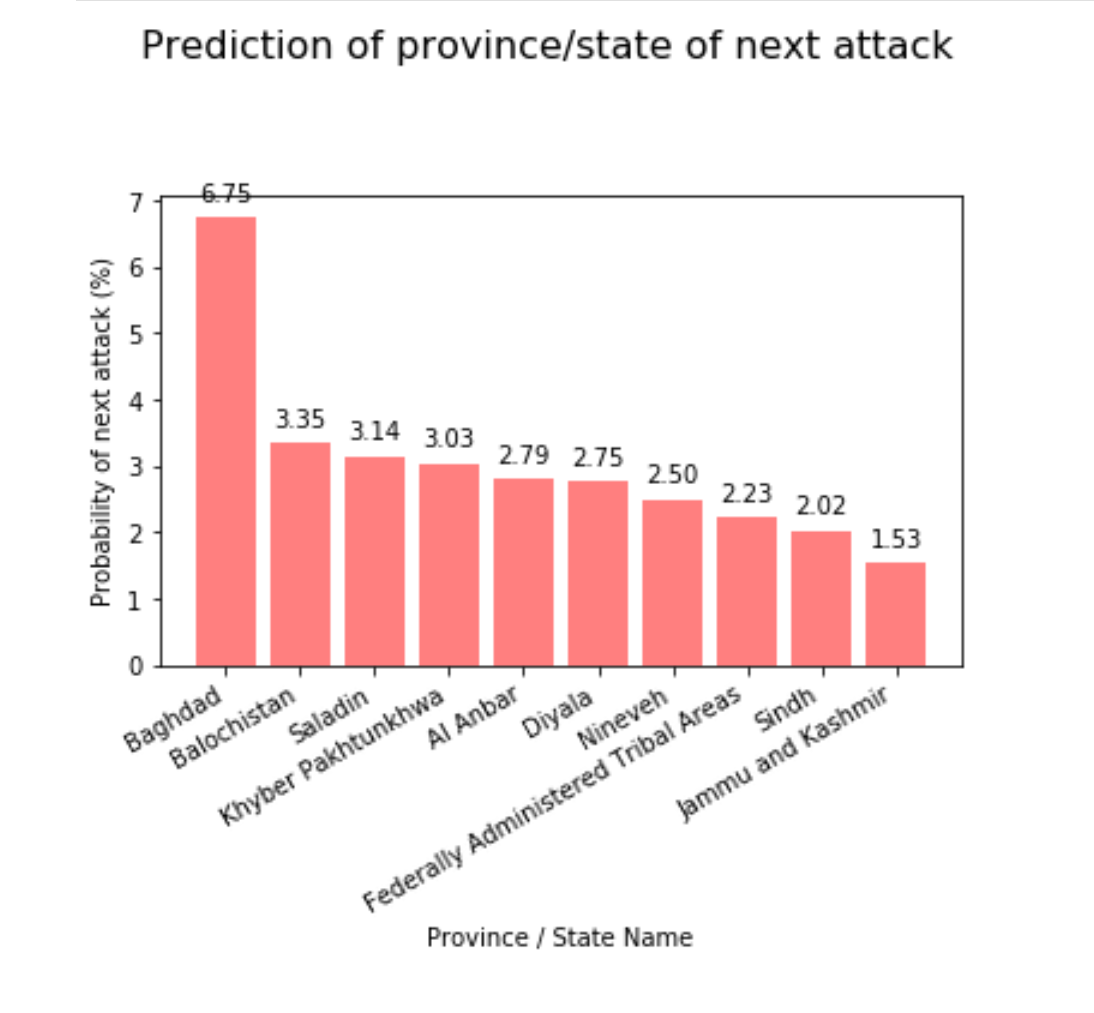 Prediction of province/state of next attack
6.75
3.35
3.14
3.03
2.79
2.75
2.50
2.23
2.02
1.53
7
6
5
4
3
2
1
0
Probability of next attack (%)
Baghdad
Balochistan
Saladin
Khyber Pakhtunkhwa
Al Anbar
Diyala
Nineveh
Federally Administered Tribal Areas
Sindh
Jammu and Kashmir
Province / State Name